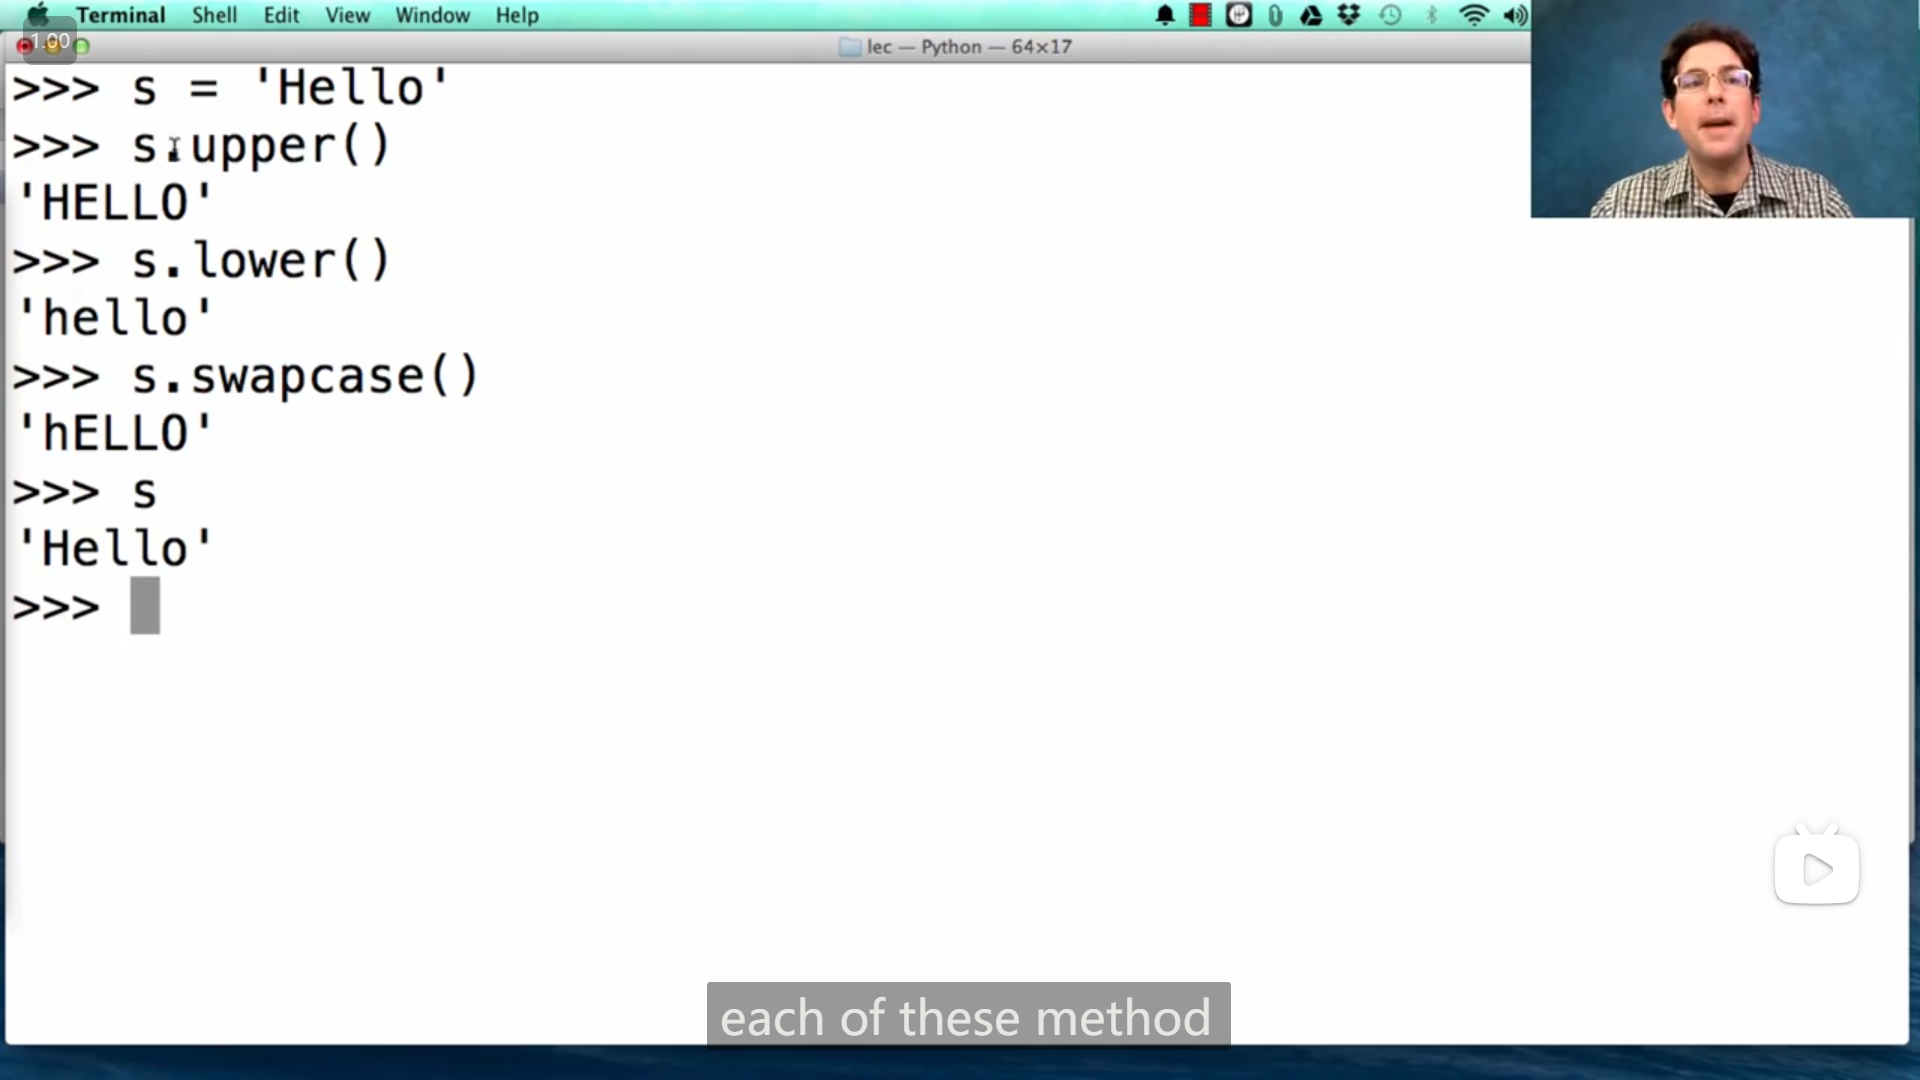 Terminal Shell Edit View Window Help
1.00
lec — Python — 64×17
>>> s = 'Hello'
>>> s.upper()
'HELLO'
>>> s.lower()
'hello'
>>> s.swapcase()
'hELLO'
>>> s
'Hello'
>>>
each of these method